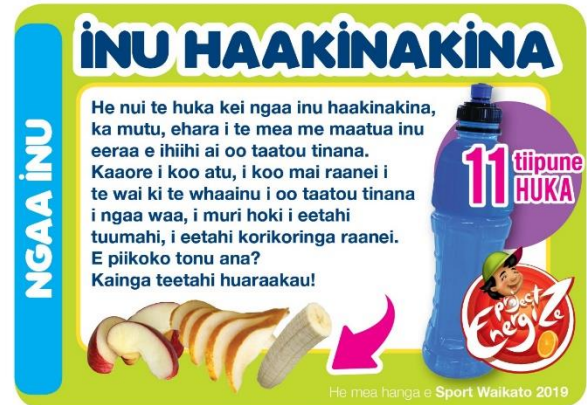 INU HAAKINAKINA
NGAA INU
He nui te huka kei ngaa inu haakinakina,
ka mutu, ehara i te mea me maatua inu
eeraa e ihiihi ai oo taatou tinana.
Kaaore i koo atu, i koo mai raanei i
te wai ki te whaainu i oo taatou tinana
i ngaa waa, i muri hoki i eetahi
tuumahi, i eetahi korikoringa raanei.
E piikoko tonu ana?
Kainga teetahi huaraakau!
11 tiipune
HUKA
Project
Energize
He mea hanga e Sport Waikato 2019